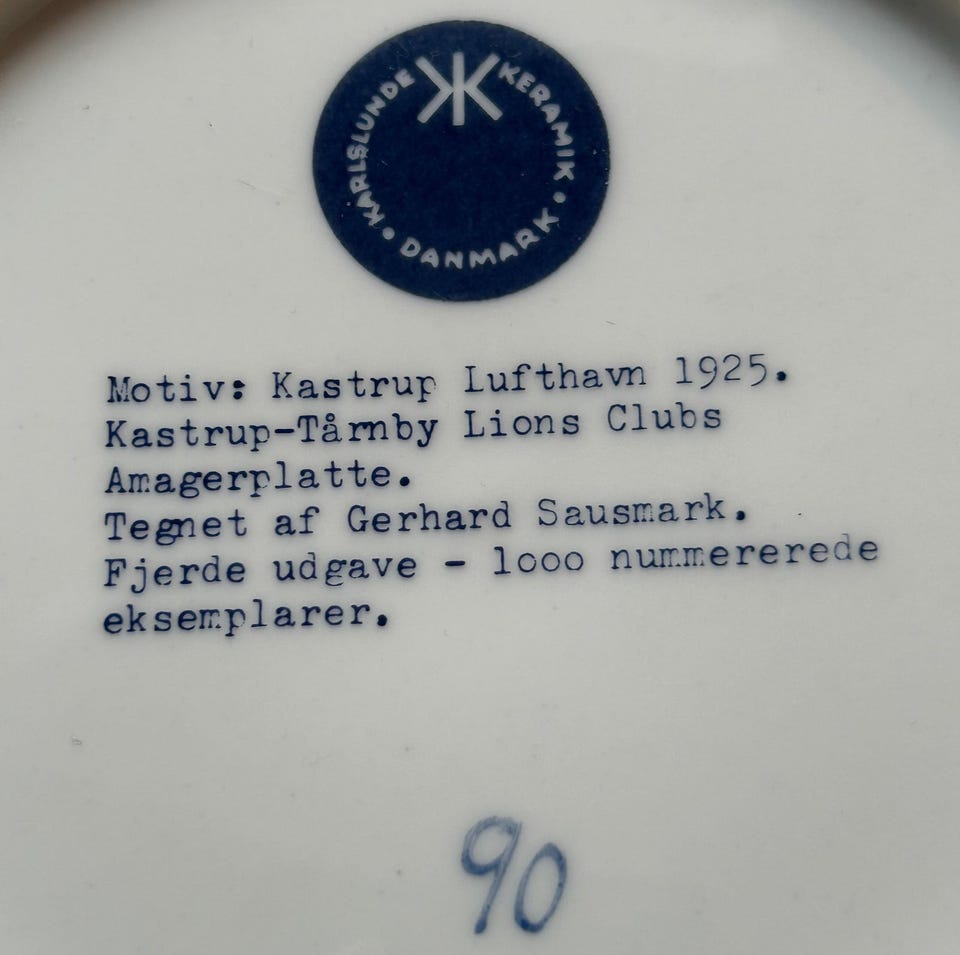 KARLSLUNDE KERAMIK • DANMARK •
Motiv: Kastrup Lufthavn 1925.
Kastrup-Tårnby Lions Clubs
Amagerplatte.
Tegnet af Gerhard Sausmark.
Fjerde udgave - looo nummererede
eksemplarer.
90